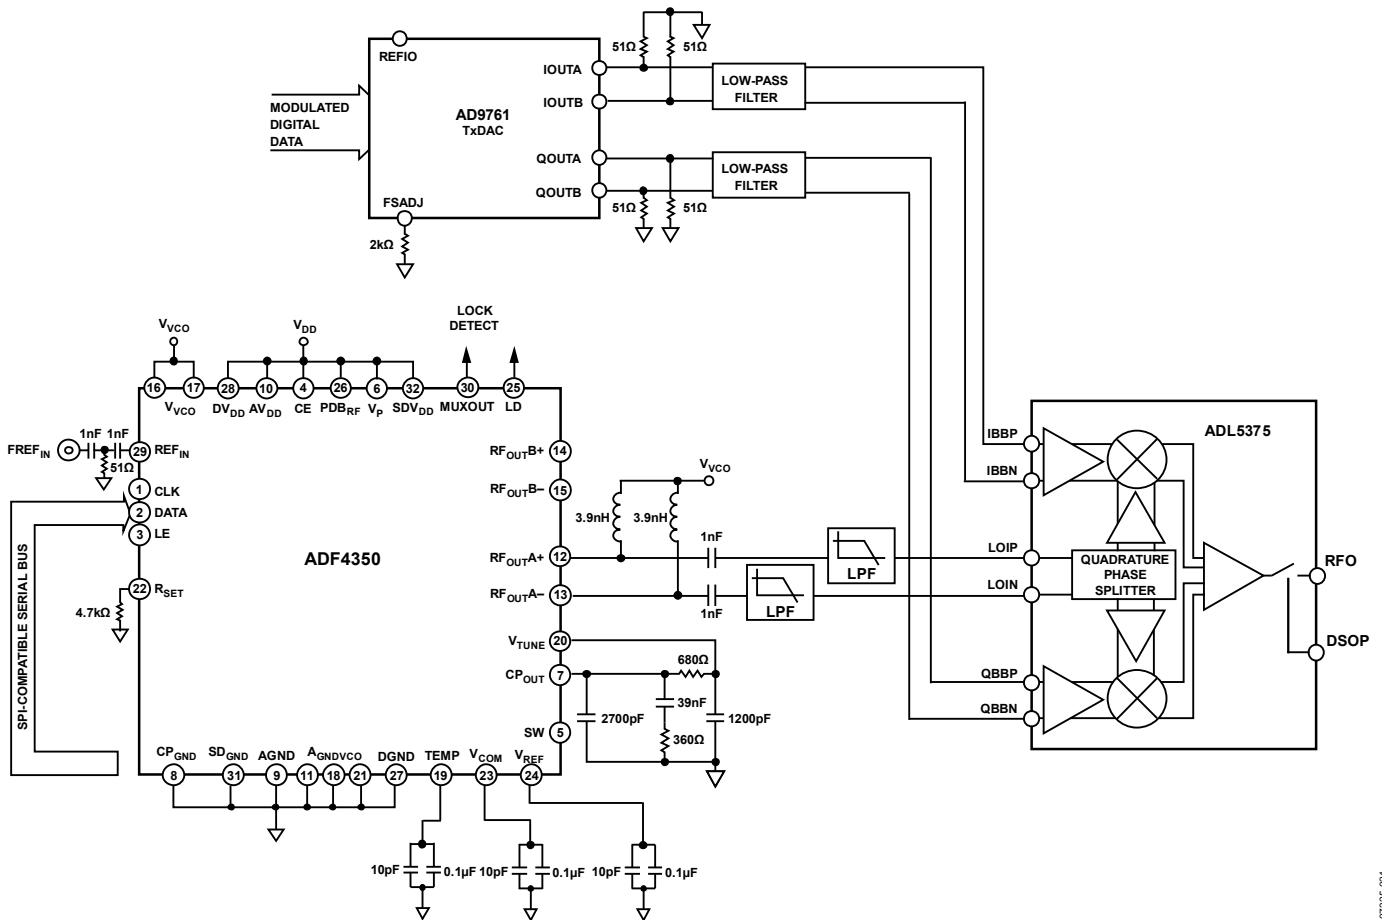 51Ω
51Ω
REFIO
IOUTA
IOUTB
LOW-PASS
FILTER
MODULATED
DIGITAL
DATA
AD9761
TxDAC
QOUTA
QOUTB
LOW-PASS
FILTER
FSADJ
51Ω
51Ω
2kΩ
LOCK
DETECT
VVCO
VDD
16
17
28
10
4
26
6
32
30
25
VVCO
DVDD
AVDD
CE
PDBRF
VP
SDVDD
MUXOUT
LD
FREFIN
1nF
1nF
29
REFIN
51Ω
1
CLK
2
DATA
3
LE
22
RSET
4.7kΩ
SPI-COMPATIBLE SERIAL BUS
ADF4350
RFOUTB+
14
RFOUTB–
15
RFOUTA+
12
RFOUTA–
13
VTUNE
20
CPOUT
7
SW
5
VVCO
3.9nH
3.9nH
1nF
1nF
LPF
LPF
680Ω
39nF
2700pF
1200pF
360Ω
CPGND
SDGND
AGND
AGNDVCO
DGND
TEMP
VCOM
VREF
8
31
9
11
18
21
27
19
23
24
10pF
0.1µF
10pF
0.1µF
10pF
0.1µF
ADL5375
IBBP
IBBN
LOIP
LOIN
QUADRATURE
PHASE
SPLITTER
QBBP
QBBN
RFO
DSOP